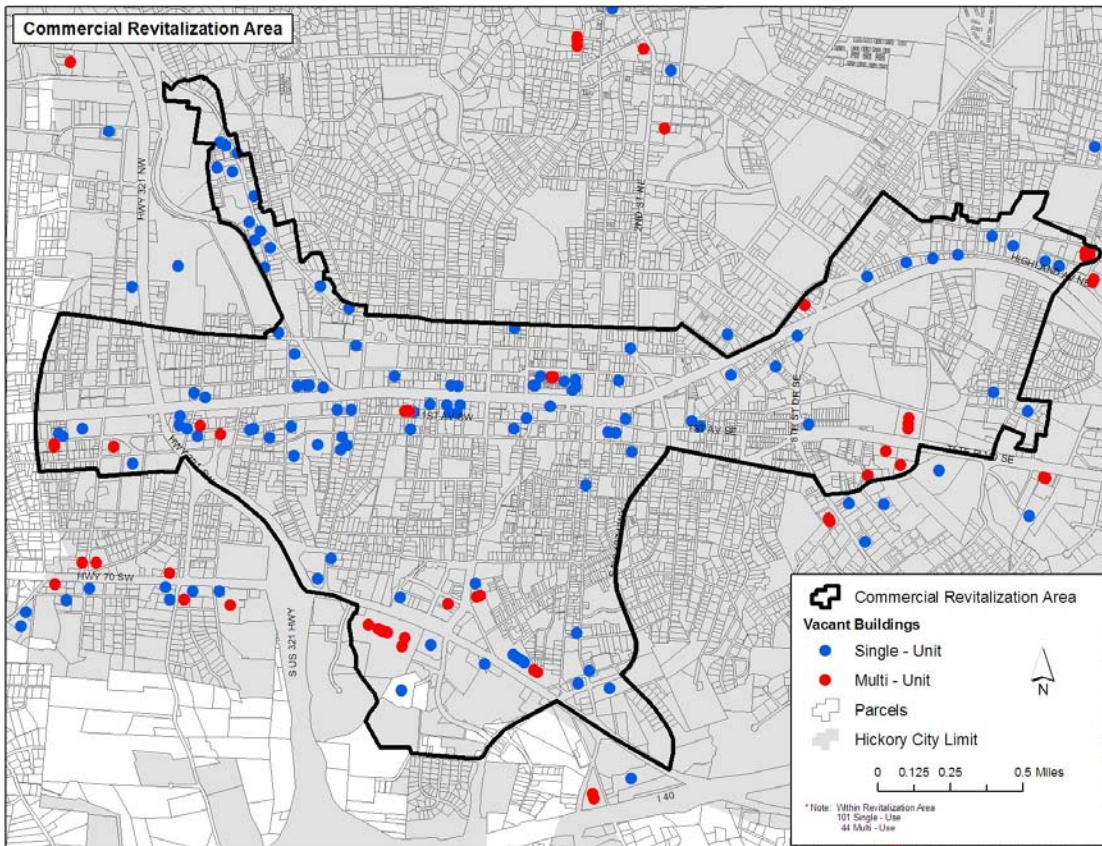 Commercial Revitalization Area
HWY 321 NW
2ND ST NE
HIGHLAND AV NE
1ST AV SW
1ST AV SE
8TH ST DR SE
TATE BLVD SE
HWY 70 SW
S US 321 HWY
I 40
Commercial Revitalization Area
Vacant Buildings
Single - Unit
Multi - Unit
Parcels
Hickory City Limit
N
0 0.125 0.25 0.5 Miles
* Note: Within Revitalization Area
101 Single - Use
44 Multi - Use